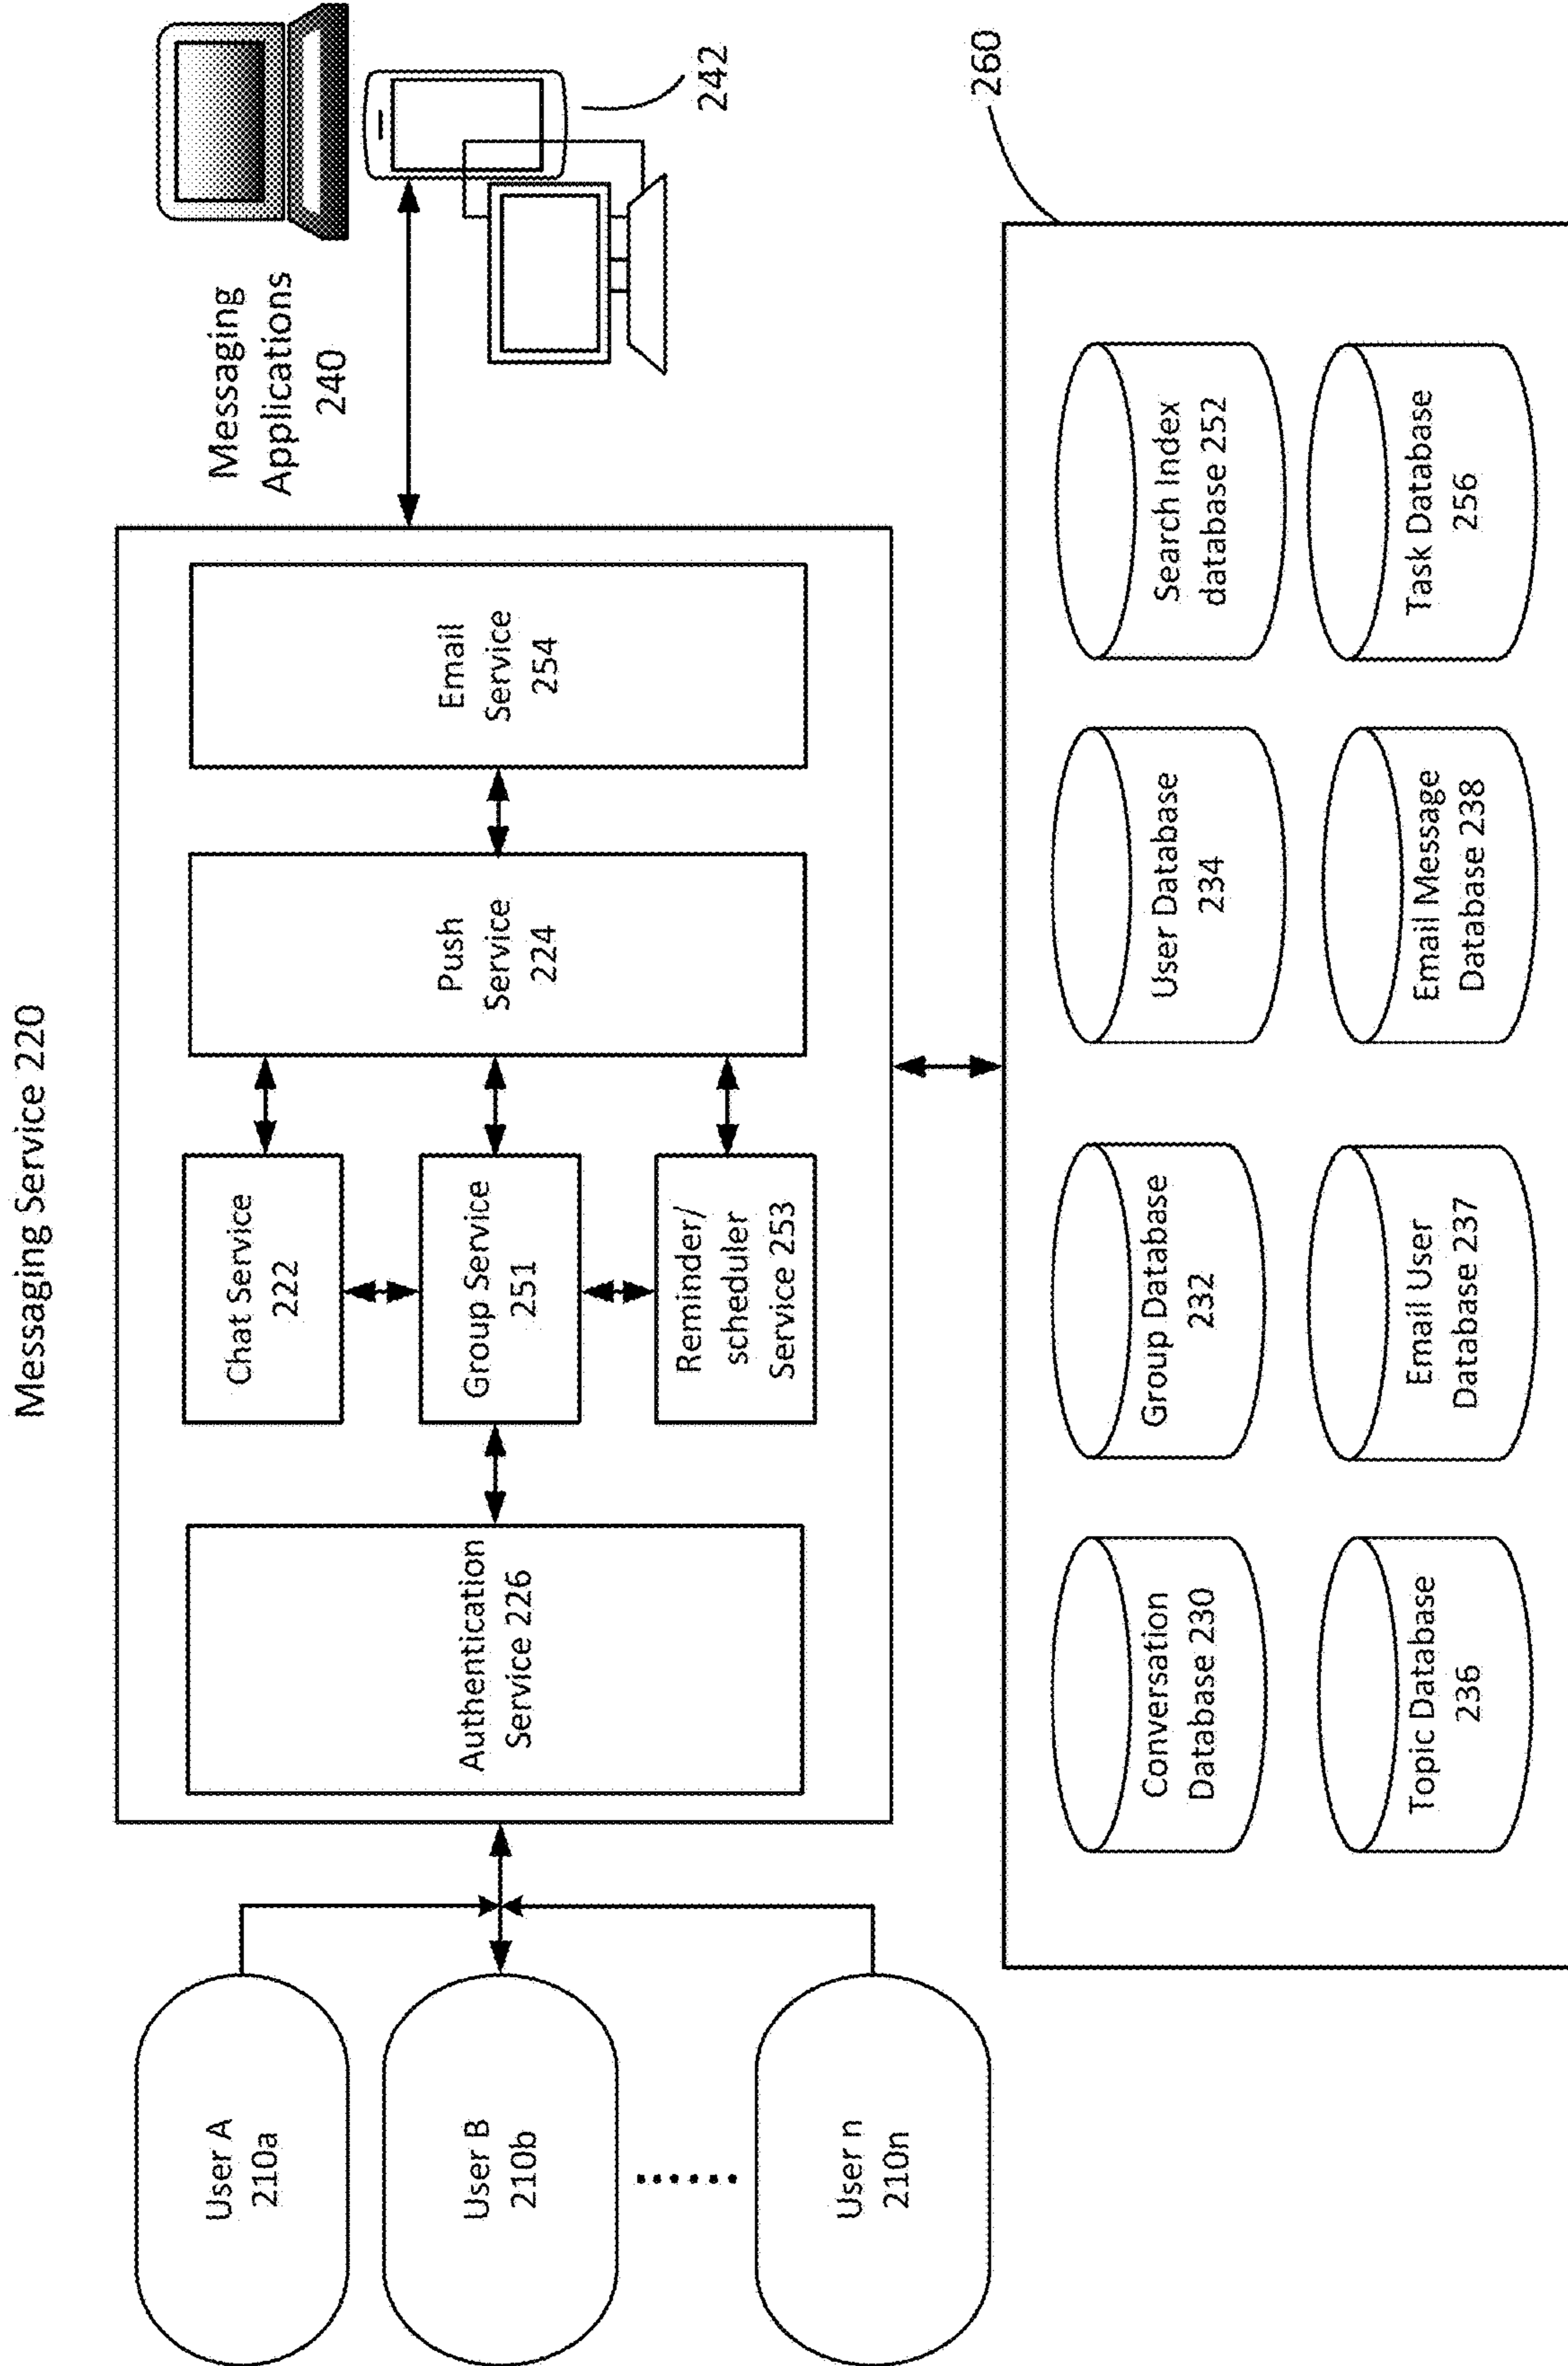 Messaging Service 220
User A
210a
User B
210b
......
User n
210n
Authentication
Service 226
Chat Service
222
Group Service
251
Reminder/
scheduler
Service 253
Push
Service
224
Email
Service
254
Messaging
Applications
240
242
260
Conversation
Database 230
Group Database
232
User Database
234
Search Index
database 252
Topic Database
236
Email User
Database 237
Email Message
Database 238
Task Database
256